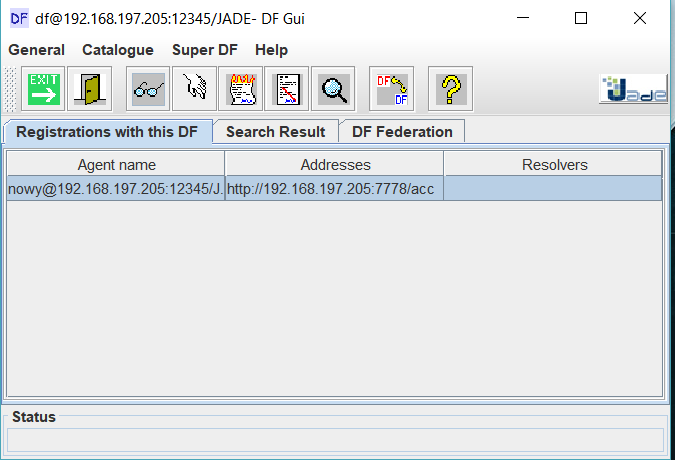 DF df@192.168.197.205:12345/JADE- DF Gui
General Catalogue Super DF Help
EXIT DF DF ? Jade
Registrations with this DF Search Result DF Federation
Agent name Addresses Resolvers
nowy@192.168.197.205:12345/J. http://192.168.197.205:7778/acc
Status